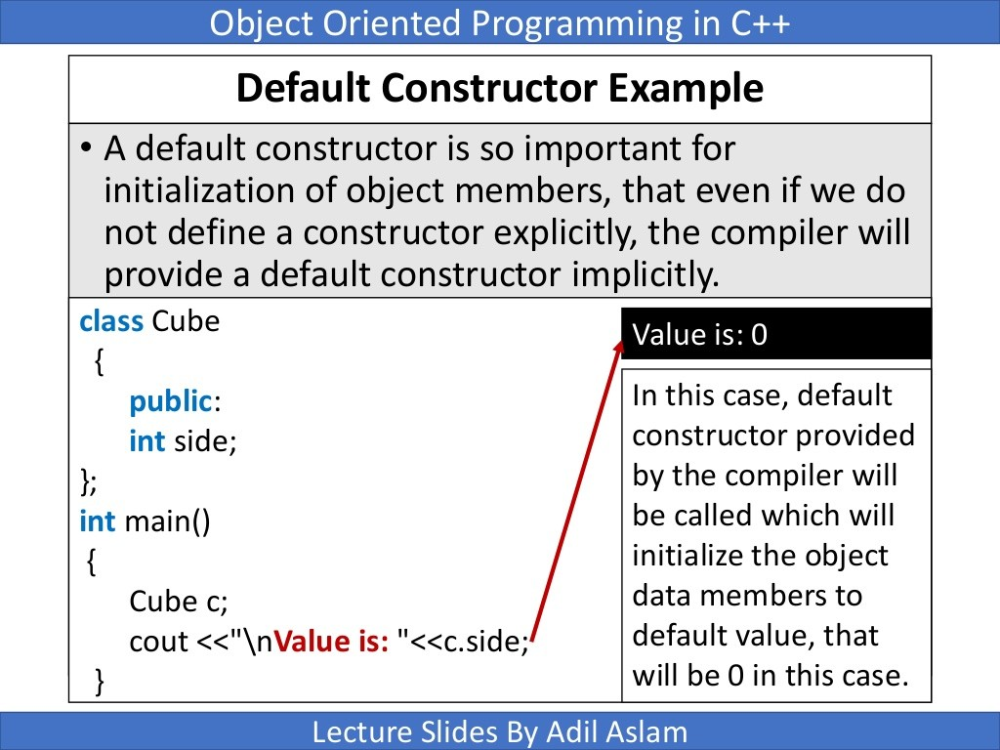 Object Oriented Programming in C++
Default Constructor Example
• A default constructor is so important for
initialization of object members, that even if we do
not define a constructor explicitly, the compiler will
provide a default constructor implicitly.
class Cube
{
public:
int side;
};
int main()
{
Cube c;
cout <<"\nValue is: "<<c.side;
}
Value is: 0
In this case, default
constructor provided
by the compiler will
be called which will
initialize the object
data members to
default value, that
will be 0 in this case.
Lecture Slides By Adil Aslam